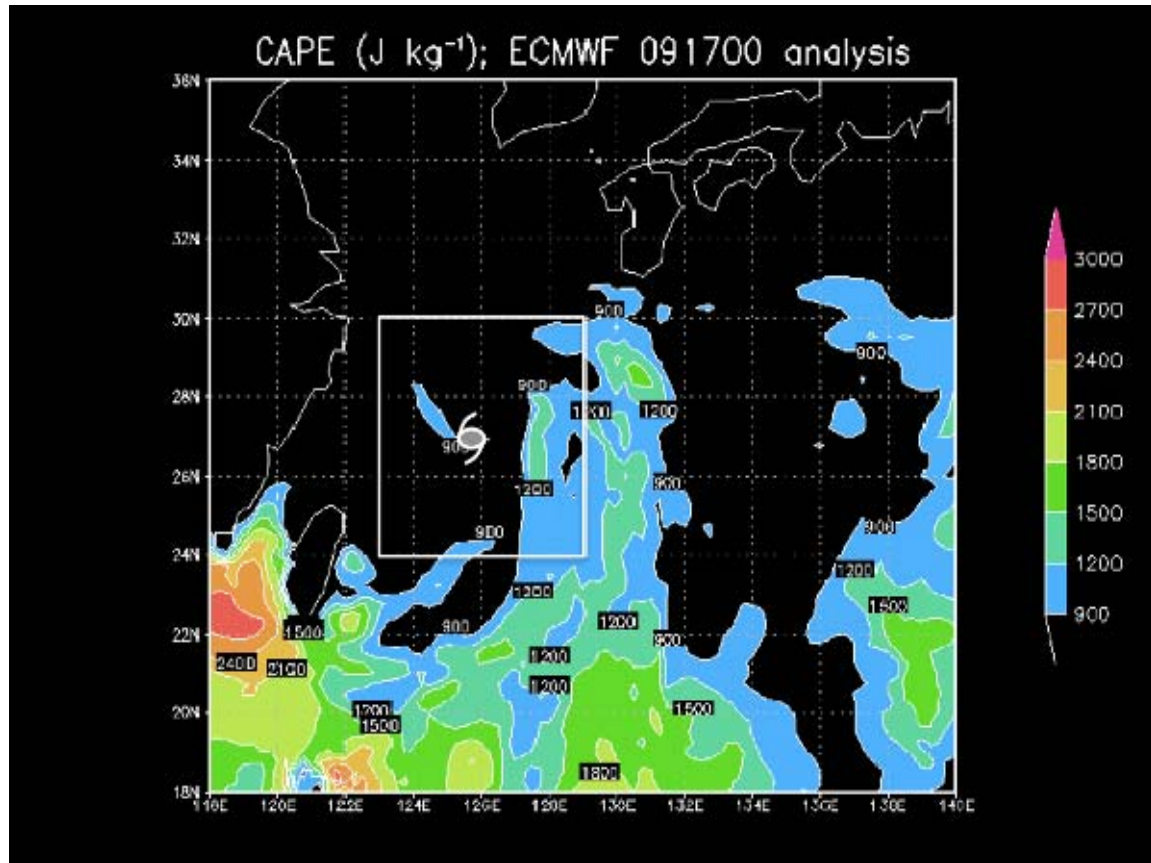 CAPE (J kg⁻¹); ECMWF 091700 analysis
36N
34N
32N
30N
28N
26N
24N
22N
20N
18N
118E 120E 122E 124E 126E 128E 130E 132E 134E 136E 138E 140E
900
900
900
1200 1200
900
1200 900
900 900
1200
1200 1500
1500 900 1200 900
2400 2100 1200
1200
1200 1500
1500
1800
3000
2700
2400
2100
1800
1500
1200
900